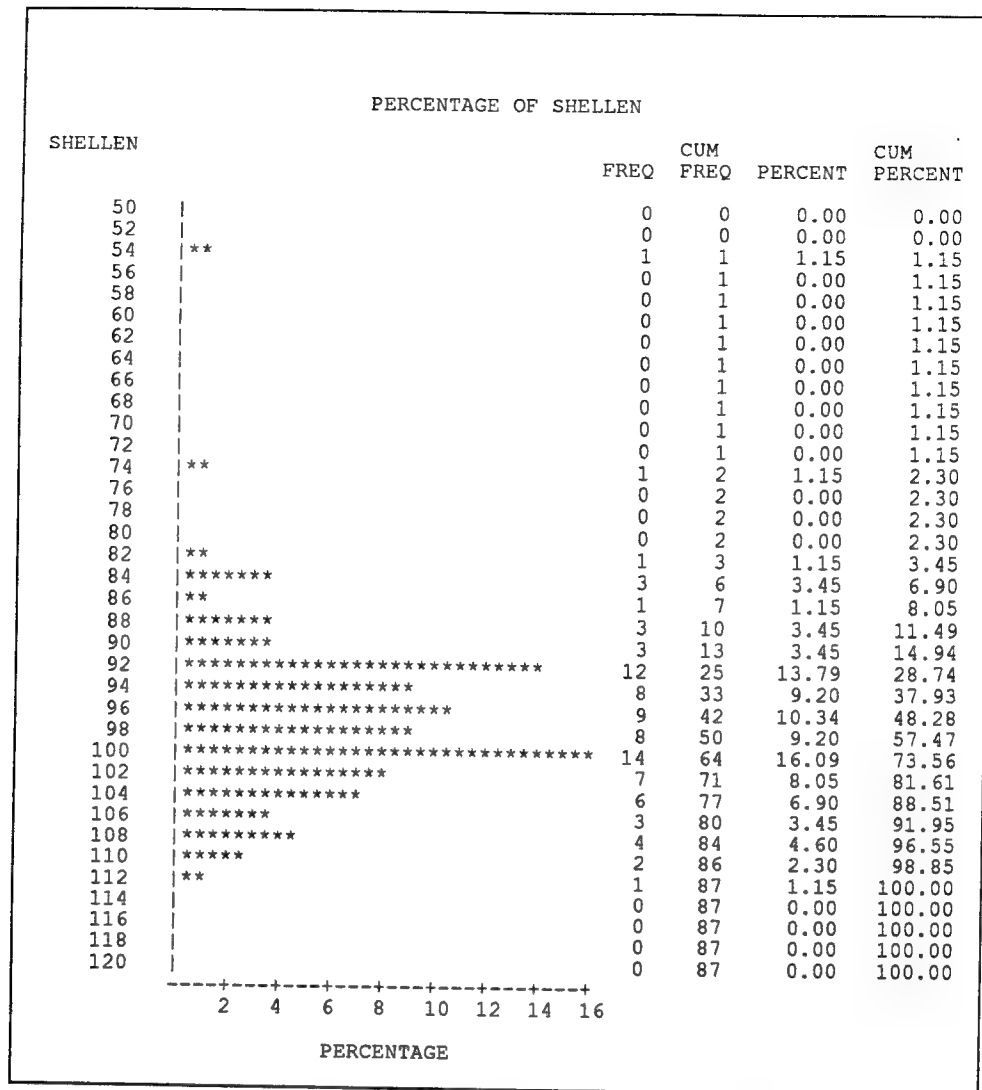 PERCENTAGE OF SHELLEN
SHELLEN CUM CUM
FREQ FREQ PERCENT PERCENT
50 | 0 0 0.00 0.00
52 | 0 0 0.00 0.00
54 |** 1 1 1.15 1.15
56 | 0 1 0.00 1.15
58 | 0 1 0.00 1.15
60 | 0 1 0.00 1.15
62 | 0 1 0.00 1.15
64 | 0 1 0.00 1.15
66 | 0 1 0.00 1.15
68 | 0 1 0.00 1.15
70 | 0 1 0.00 1.15
72 | 0 1 0.00 1.15
74 |** 1 2 1.15 2.30
76 | 0 2 0.00 2.30
78 | 0 2 0.00 2.30
80 | 0 2 0.00 2.30
82 |** 1 3 1.15 3.45
84 |******* 3 6 3.45 6.90
86 |** 1 7 1.15 8.05
88 |******* 3 10 3.45 11.49
90 |******* 3 13 3.45 14.94
92 |**************************** 12 25 13.79 28.74
94 |****************** 8 33 9.20 37.93
96 |********************* 9 42 10.34 48.28
98 |****************** 8 50 9.20 57.47
100 |******************************** 14 64 16.09 73.56
102 |**************** 7 71 8.05 81.61
104 |************** 6 77 6.90 88.51
106 |******* 3 80 3.45 91.95
108 |********* 4 84 4.60 96.55
110 |***** 2 86 2.30 98.85
112 |** 1 87 1.15 100.00
114 | 0 87 0.00 100.00
116 | 0 87 0.00 100.00
118 | 0 87 0.00 100.00
120 | 0 87 0.00 100.00
----+---+---+---+---+---+---+---+
2 4 6 8 10 12 14 16
PERCENTAGE